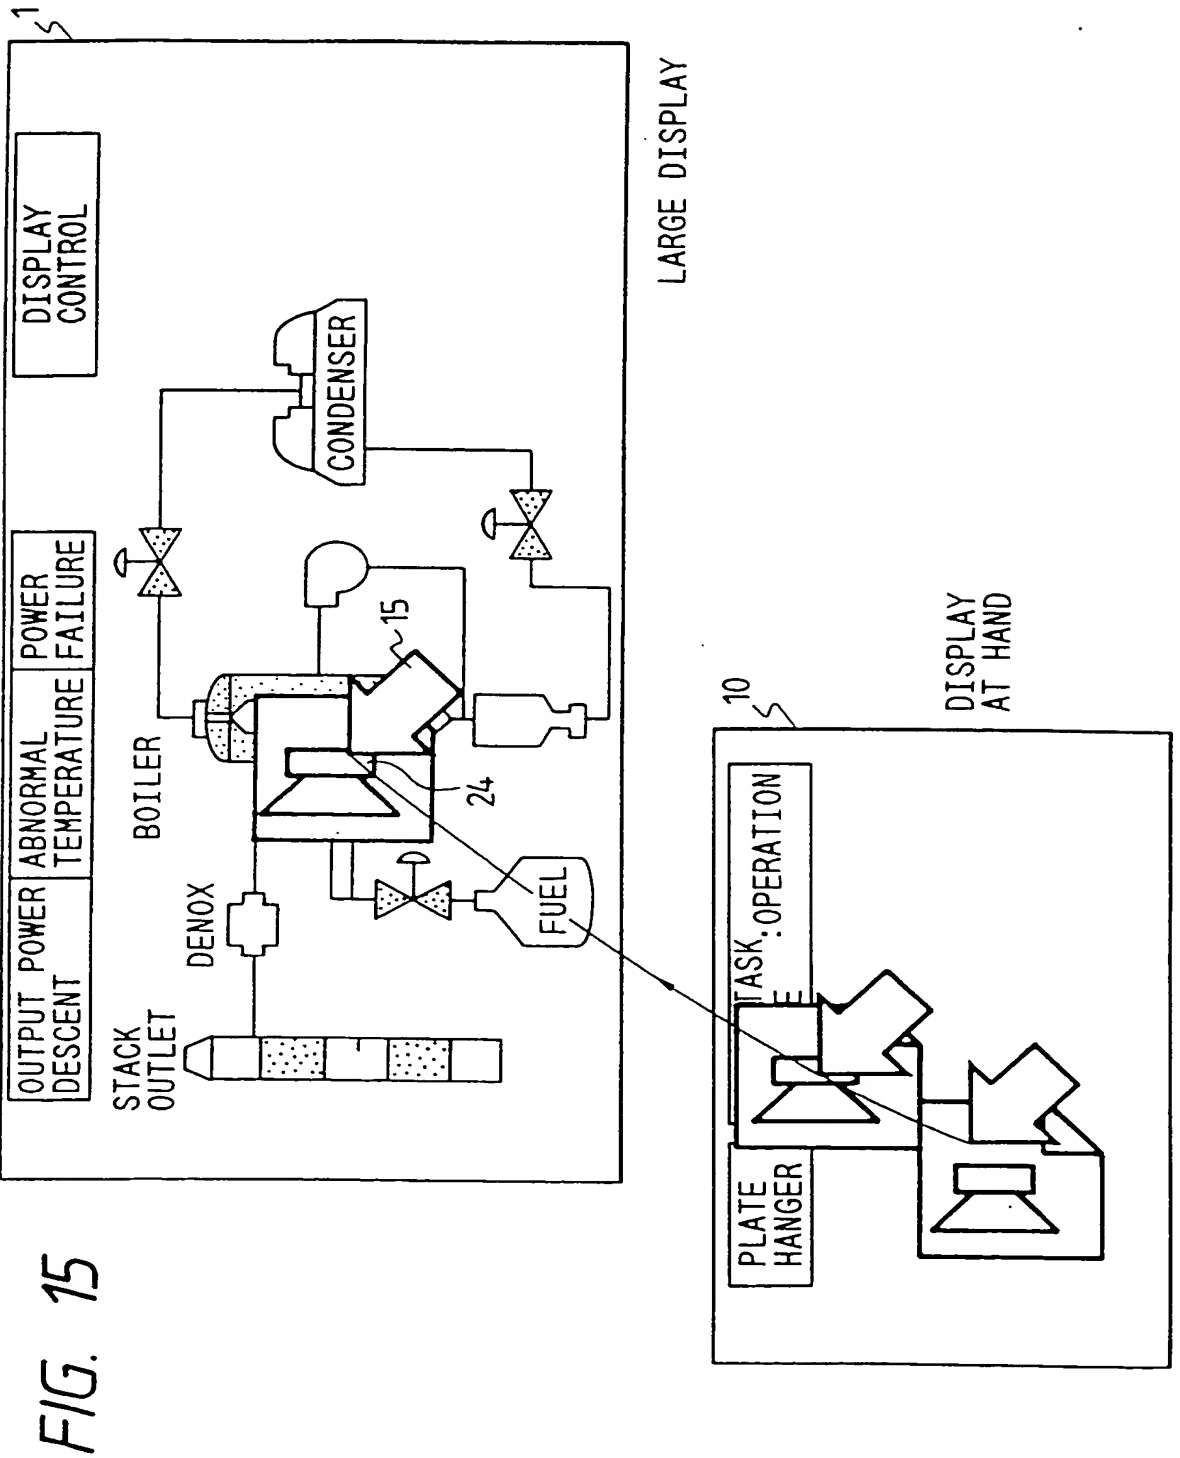 FIG. 15
1
OUTPUT POWER
DESCENT
ABNORMAL
TEMPERATURE
POWER
FAILURE
DISPLAY
CONTROL
STACK
OUTLET
DENOX
BOILER
CONDENSER
15
24
FUEL
LARGE DISPLAY
10
PLATE
HANGER
TASK
E:OPERATION
DISPLAY
AT HAND